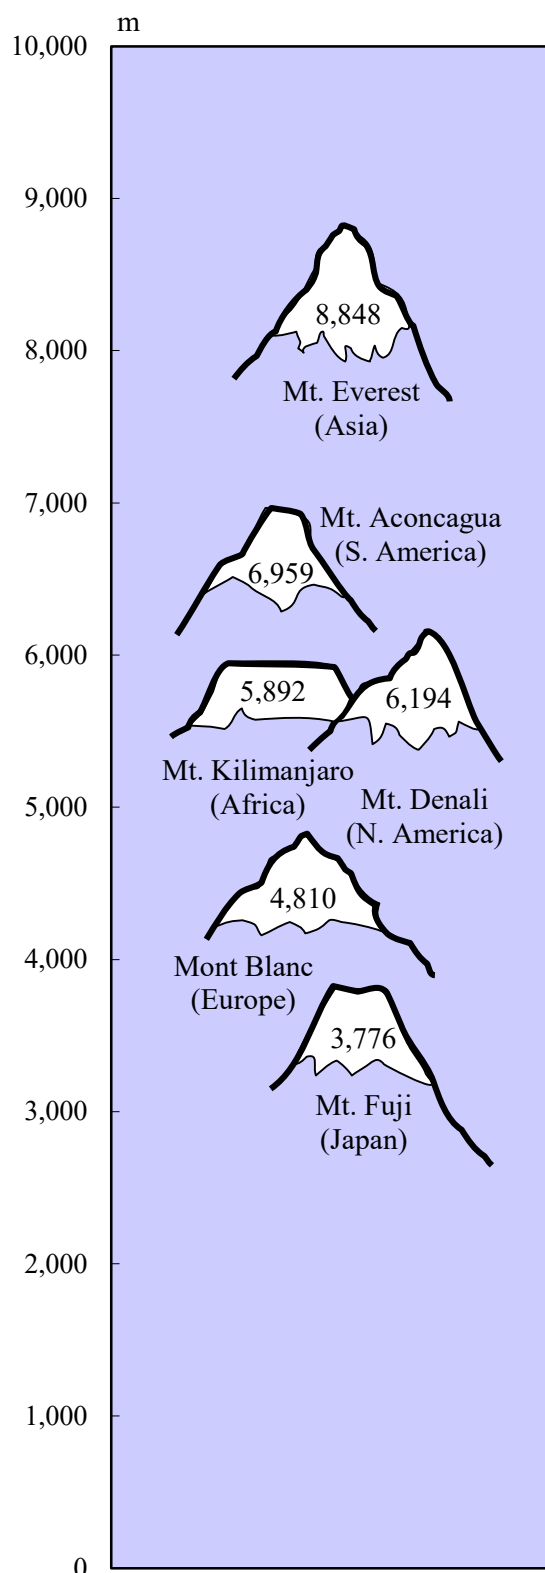 m
10,000
9,000
8,848
8,000
Mt. Everest
(Asia)
7,000
Mt. Aconcagua
(S. America)
6,959
6,000
5,892
6,194
Mt. Kilimanjaro
(Africa)
5,000
Mt. Denali
(N. America)
4,810
4,000
Mont Blanc
(Europe)
3,776
3,000
Mt. Fuji
(Japan)
2,000
1,000
0